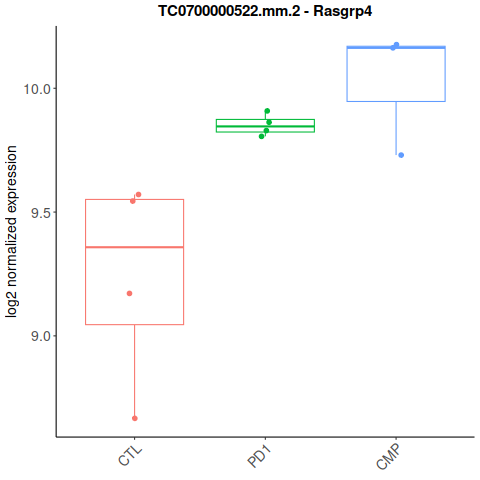 TC0700000522.mm.2 - Rasgrp4
log2 normalized expression
10.0
9.5
9.0
CTL
PD1
CMP